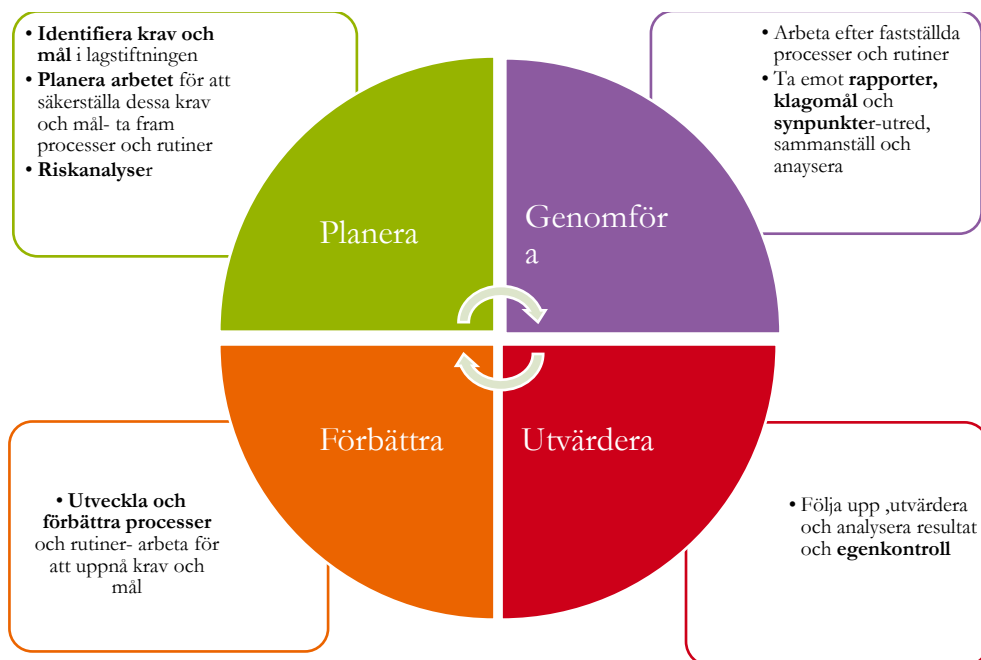 • Identifiera krav och
mål i lagstiftningen
• Planera arbetet för att
säkerställa dessa krav
och mål- ta fram
processer och rutiner
• Riskanalyser
• Arbeta efter fastställda
processer och rutiner
• Ta emot rapporter,
klagomål och
synpunkter-utred,
sammanställ och
anaysera
Planera
Genomför
a
Förbättra
Utvärdera
• Utveckla och
förbättra processer
och rutiner- arbeta för
att uppnå krav och
mål
• Följa upp ,utvärdera
och analysera resultat
och egenkontroll